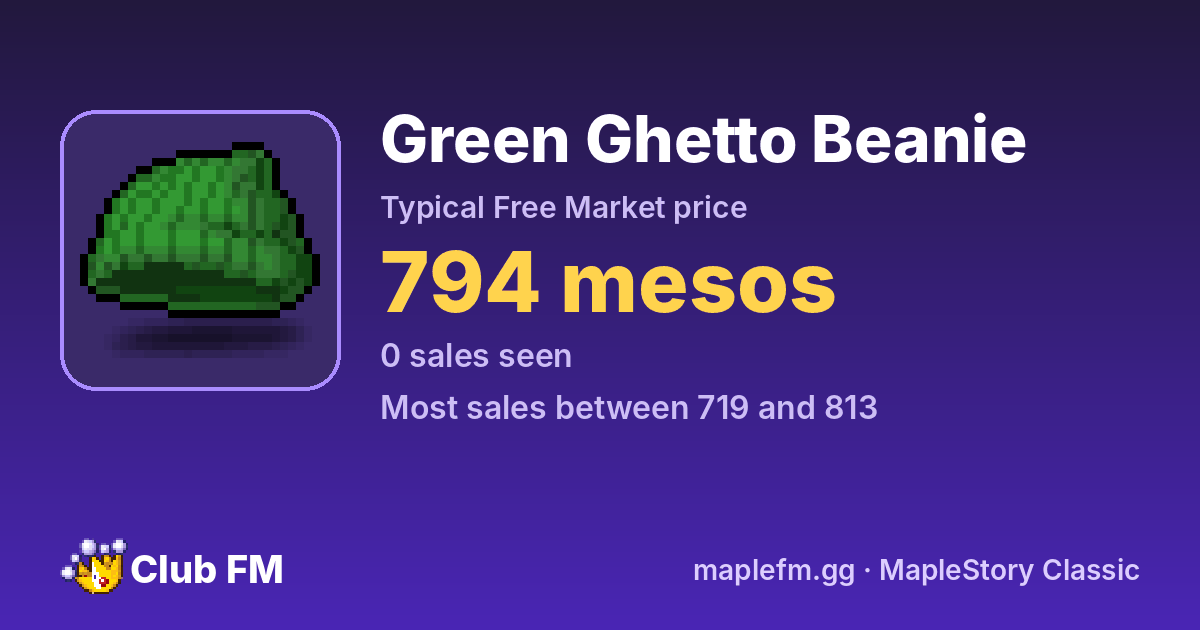 Green Ghetto Beanie
Typical Free Market price
794 mesos
0 sales seen
Most sales between 719 and 813
Club FM
maplefm.gg · MapleStory Classic